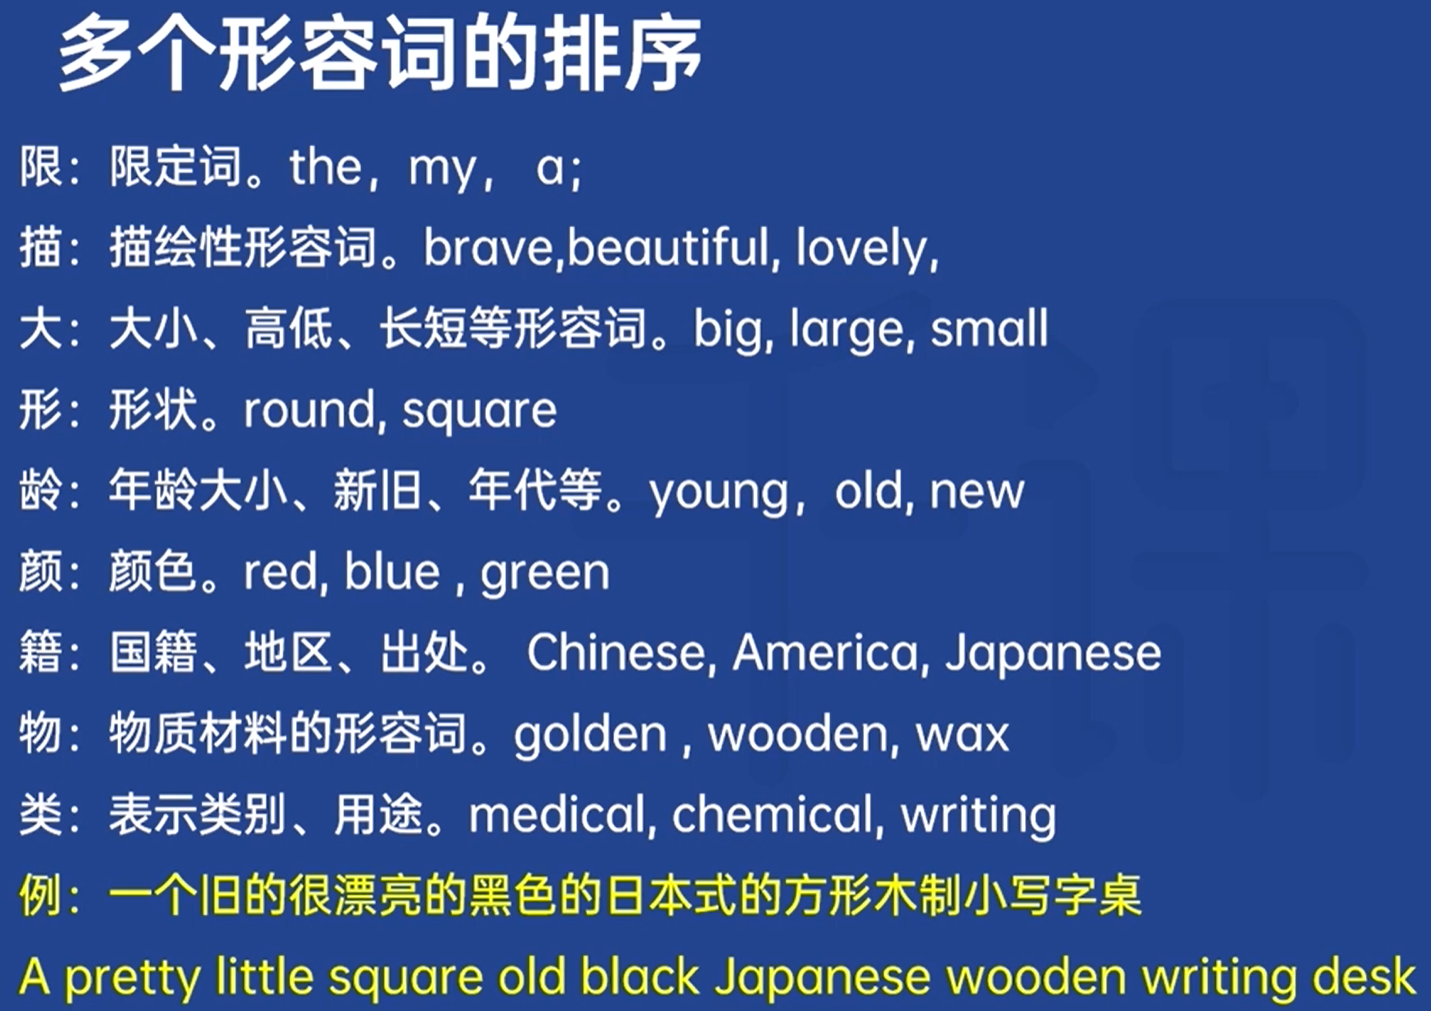 多个形容词的排序
限：限定词。the，my， a；
描：描绘性形容词。brave,beautiful, lovely,
大：大小、高低、长短等形容词。big, large, small
形：形状。round, square
龄：年龄大小、新旧、年代等。young，old, new
颜：颜色。red, blue , green
籍：国籍、地区、出处。 Chinese, America, Japanese
物：物质材料的形容词。golden , wooden, wax
类：表示类别、用途。medical, chemical, writing
例：一个旧的很漂亮的黑色的日本式的方形木制小写字桌
A pretty little square old black Japanese wooden writing desk